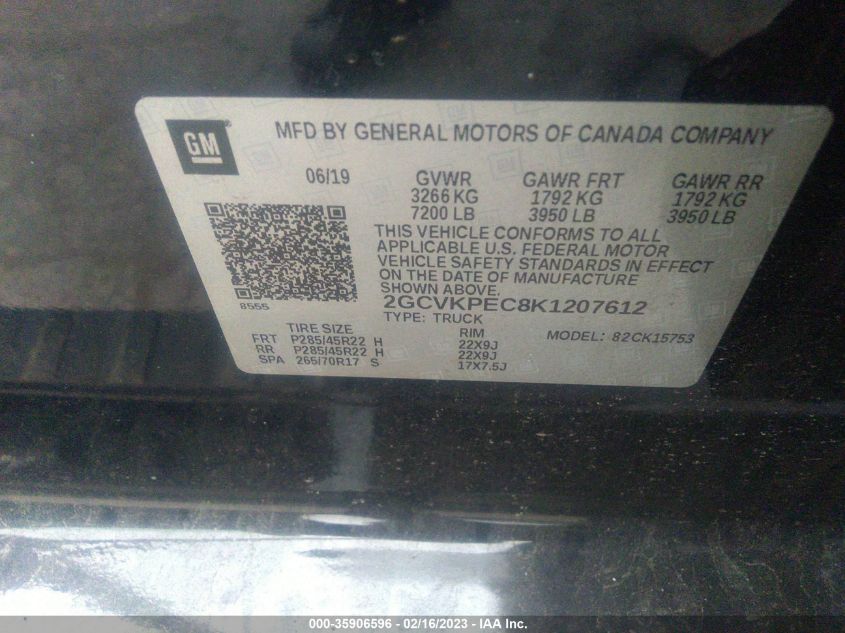 GM
MFD BY GENERAL MOTORS OF CANADA COMPANY
06/19 GVWR GAWR FRT GAWR RR
3266 KG 1792 KG 1792 KG
7200 LB 3950 LB 3950 LB
THIS VEHICLE CONFORMS TO ALL
APPLICABLE U.S. FEDERAL MOTOR
VEHICLE SAFETY STANDARDS IN EFFECT
ON THE DATE OF MANUFACTURE
SHOWN ABOVE.
8555
2GCVKPEC8K1207612
TYPE: TRUCK
TIRE SIZE RIM MODEL: 82CK15753
FRT P285/45R22 H 22X9J
RR P285/45R22 H 22X9J
SPA 265/70R17 S 17X7.5J
000-35906596 - 02/16/2023 - IAA Inc.